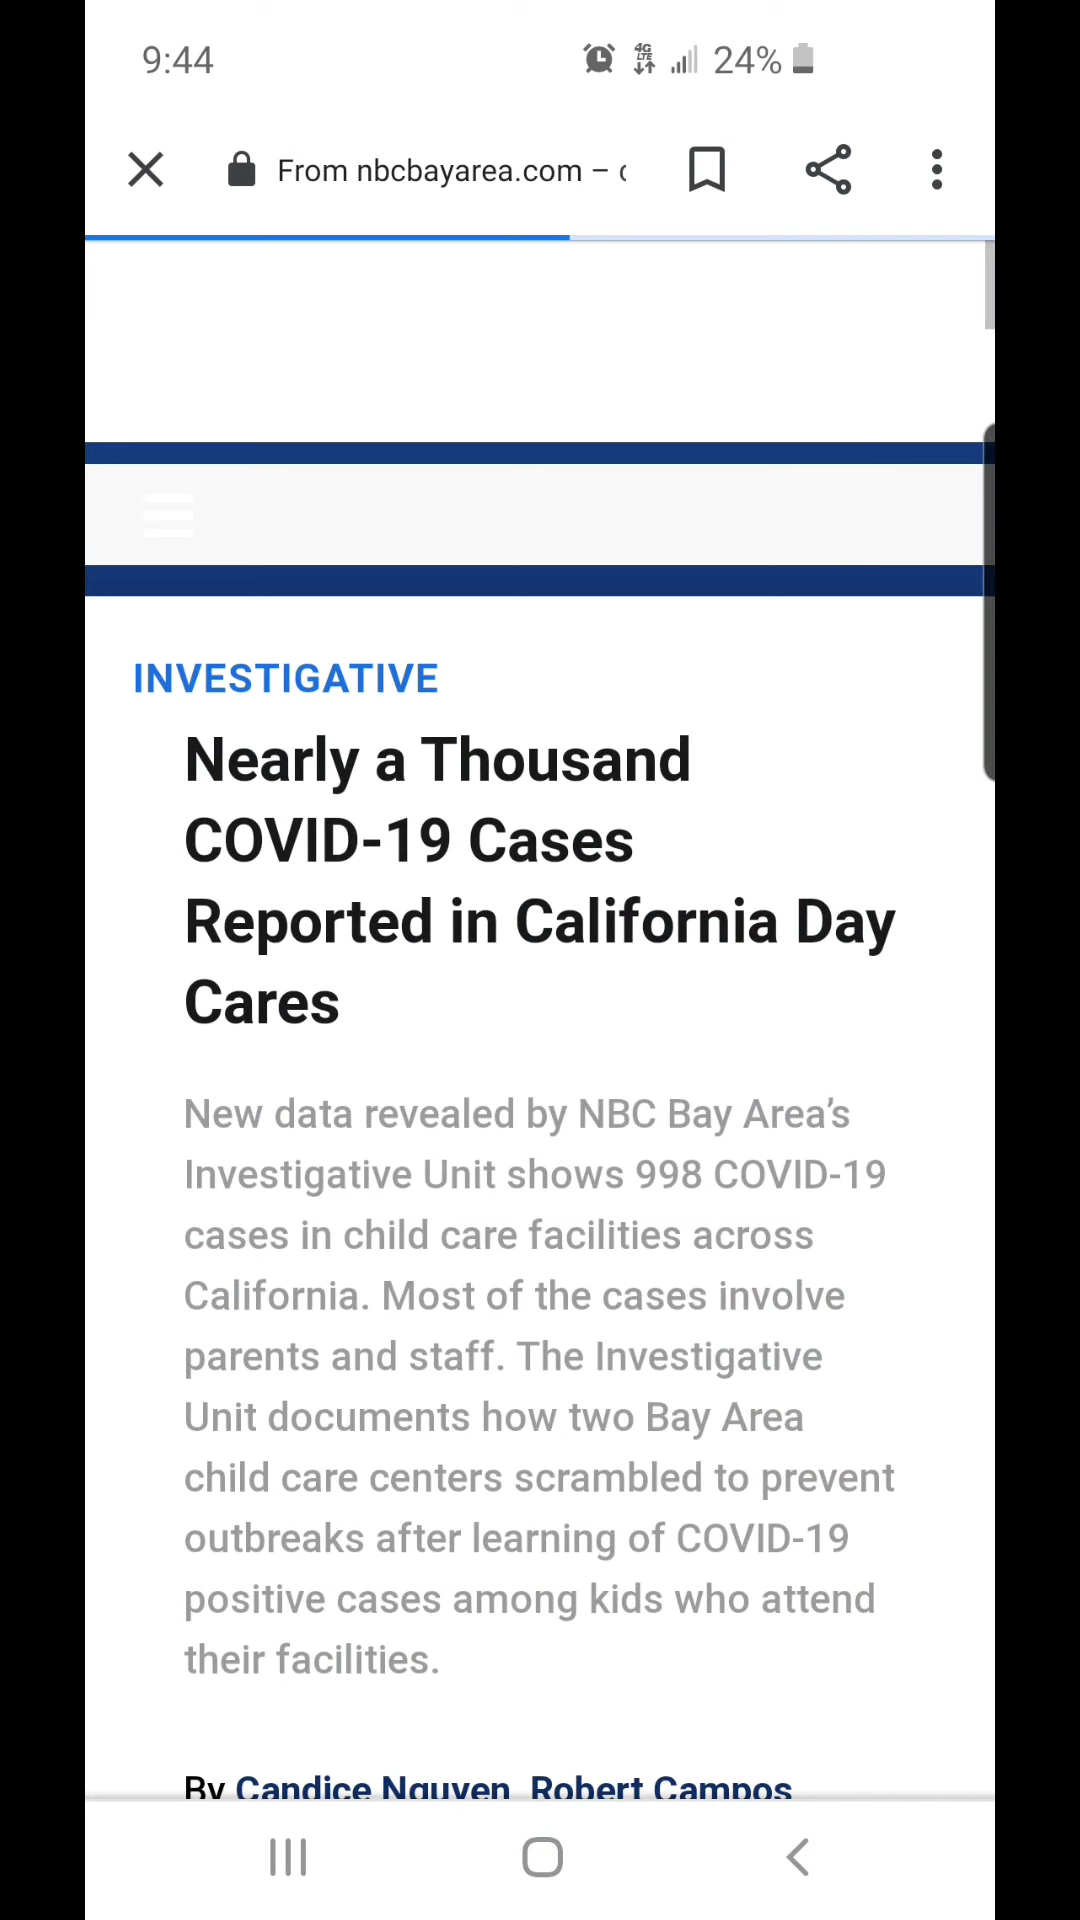 9:44
4G LTE 24%
From nbcbayarea.com –
INVESTIGATIVE
Nearly a Thousand
COVID-19 Cases
Reported in California Day
Cares
New data revealed by NBC Bay Area’s
Investigative Unit shows 998 COVID-19
cases in child care facilities across
California. Most of the cases involve
parents and staff. The Investigative
Unit documents how two Bay Area
child care centers scrambled to prevent
outbreaks after learning of COVID-19
positive cases among kids who attend
their facilities.
By Candice Nguyen, Robert Campos